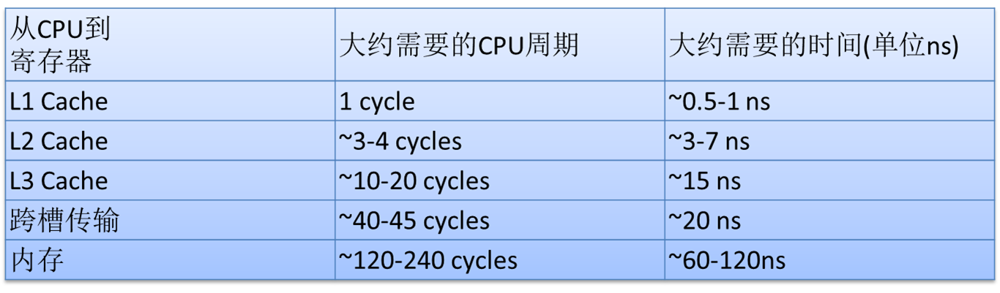 从CPU到
寄存器
大约需要的CPU周期
大约需要的时间(单位ns)
L1 Cache
1 cycle
~0.5-1 ns
L2 Cache
~3-4 cycles
~3-7 ns
L3 Cache
~10-20 cycles
~15 ns
跨槽传输
~40-45 cycles
~20 ns
内存
~120-240 cycles
~60-120ns